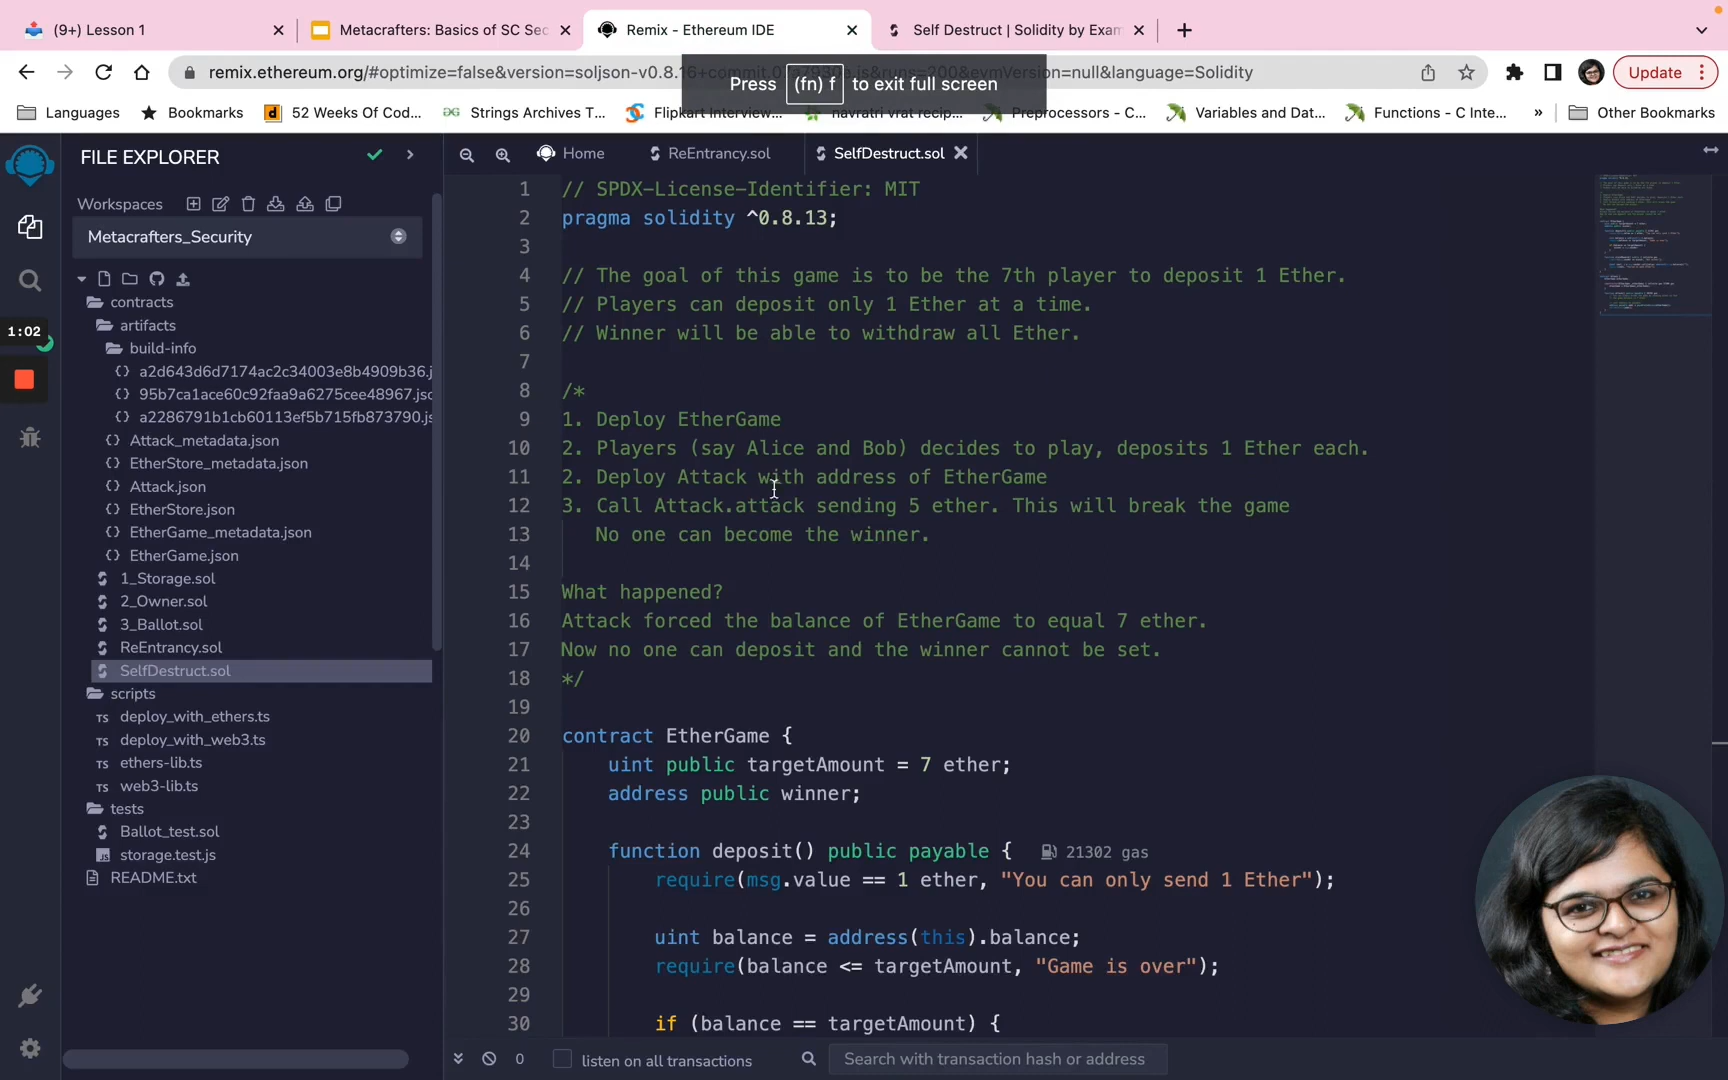 (9+) Lesson 1
Metacrafters: Basics of SC Sec
Remix - Ethereum IDE
Self Destruct | Solidity by Exam
remix.ethereum.org/#optimize=false&version=soljson-v0.8.16+commit.07a7930e.js&runs=200&evmVersion=null&language=Solidity
Update
Press (fn) f to exit full screen
Languages
Bookmarks
52 Weeks Of Cod...
Strings Archives T...
Flipkart Interview...
navratri vrat recip...
Preprocessors - C...
Variables and Dat...
Functions - C Inte...
»
Other Bookmarks
FILE EXPLORER
Home
ReEntrancy.sol
SelfDestruct.sol
Workspaces
Metacrafters_Security
contracts
artifacts
build-info
a2d643d6d7174ac2c34003e8b4909b36.j
95b7ca1ace60c92faa9a6275cee48967.jsc
a2286791b1cb60113ef5b715fb873790.js
Attack_metadata.json
EtherStore_metadata.json
Attack.json
EtherStore.json
EtherGame_metadata.json
EtherGame.json
1_Storage.sol
2_Owner.sol
3_Ballot.sol
ReEntrancy.sol
SelfDestruct.sol
scripts
TS deploy_with_ethers.ts
TS deploy_with_web3.ts
TS ethers-lib.ts
TS web3-lib.ts
tests
Ballot_test.sol
JS storage.test.js
README.txt
1:02
1 // SPDX-License-Identifier: MIT
2 pragma solidity ^0.8.13;
3
4 // The goal of this game is to be the 7th player to deposit 1 Ether.
5 // Players can deposit only 1 Ether at a time.
6 // Winner will be able to withdraw all Ether.
7
8 /*
9 1. Deploy EtherGame
10 2. Players (say Alice and Bob) decides to play, deposits 1 Ether each.
11 2. Deploy Attack with address of EtherGame
12 3. Call Attack.attack sending 5 ether. This will break the game
13 No one can become the winner.
14
15 What happened?
16 Attack forced the balance of EtherGame to equal 7 ether.
17 Now no one can deposit and the winner cannot be set.
18 */
19
20 contract EtherGame {
21 uint public targetAmount = 7 ether;
22 address public winner;
23
24 function deposit() public payable { 21302 gas
25 require(msg.value == 1 ether, "You can only send 1 Ether");
26
27 uint balance = address(this).balance;
28 require(balance <= targetAmount, "Game is over");
29
30 if (balance == targetAmount) {
0
listen on all transactions
Search with transaction hash or address